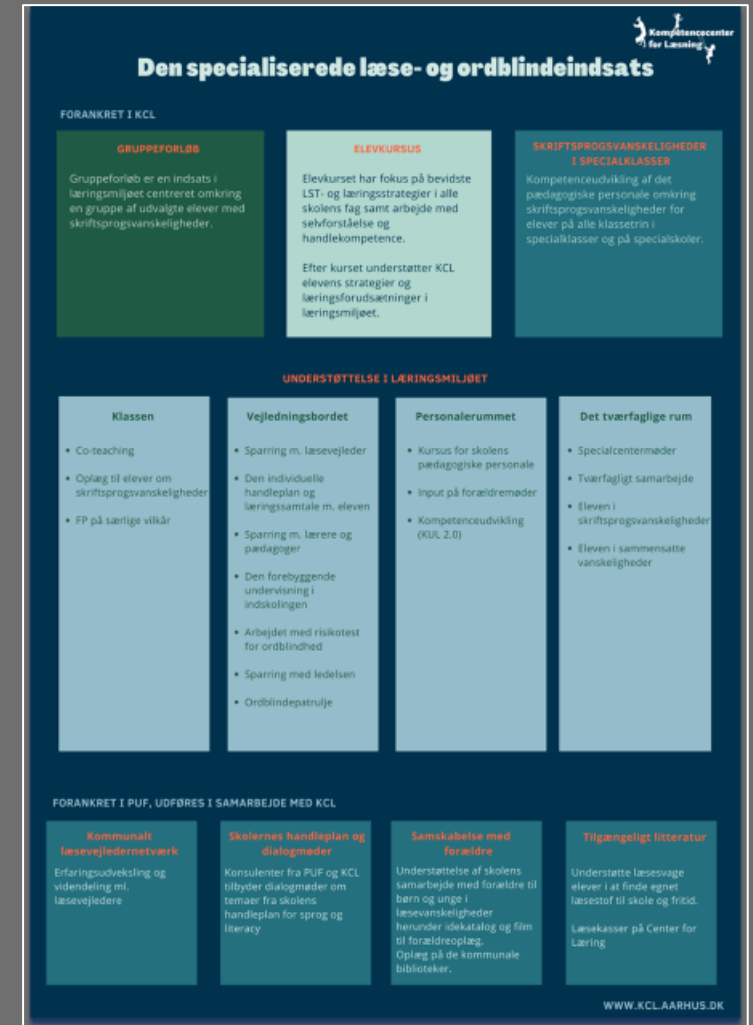 Kompetencecenter
for Læsning
Den specialiserede læse- og ordblindeindsats
FORANKRET I KCL
GRUPPEFORLØB
Gruppeforløb er en indsats i
læringsmiljøet centreret omkring
en gruppe af udvalgte elever med
skriftsprogsvanskeligheder.
ELEVKURSUS
Elevkurset har fokus på bevidste
LST- og læringsstrategier i alle
skolens fag samt arbejde med
selvforståelse og
handlekompetence.
Efter kurset understøtter KCL
elevens strategier og
læringsforudsætninger i
læringsmiljøet.
SKRIFTSPROGSVANSKELIGHEDER
I SPECIALKLASSER
Kompetenceudvikling af det
pædagogiske personale omkring
skriftsprogsvanskeligheder for
elever på alle klassetrin i
specialklasser og på specialskoler.
UNDERSTØTTELSE I LÆRINGSMILJØET
Klassen
• Co-teaching
• Oplæg til elever om
skriftsprogsvanskeligheder
• FP på særlige vilkår
Vejledningsbordet
• Sparring m. læsevejleder
• Den individuelle
handleplan og
læringssamtale m. eleven
• Sparring m. lærere og
pædagoger
• Den forebyggende
undervisning i
indskolingen
• Arbejdet med risikotest
for ordblindhed
• Sparring med ledelsen
• Ordblindepatrulje
Personalerummet
• Kursus for skolens
pædagogiske personale
• Input på forældremøder
• Kompetenceudvikling
(KUL 2.0)
Det tværfaglige rum
• Specialcentermøder
• Tværfagligt samarbejde
• Eleven i
skriftsprogsvanskeligheder
• Eleven i sammensatte
vanskeligheder
FORANKRET I PUF, UDFØRES I SAMARBEJDE MED KCL
Kommunalt
læsevejledernetværk
Erfaringsudveksling og
videndeling ml.
læsevejledere
Skolernes handleplan og
dialogmøder
Konsulenter fra PUF og KCL
tilbyder dialogmøder om
temaer fra skolens
handleplan for sprog og
literacy
Samskabelse med
forældre
Understøttelse af skolens
samarbejde med forældre til
børn og unge i
læsevanskeligheder
herunder idekatalog og film
til forældreoplæg.
Oplæg på de kommunale
biblioteker.
Tilgængeligt litteratur
Understøtte læsesvage
elever i at finde egnet
læsestof til skole og fritid.
Læsekasser på Center for
Læring
WWW.KCL.AARHUS.DK